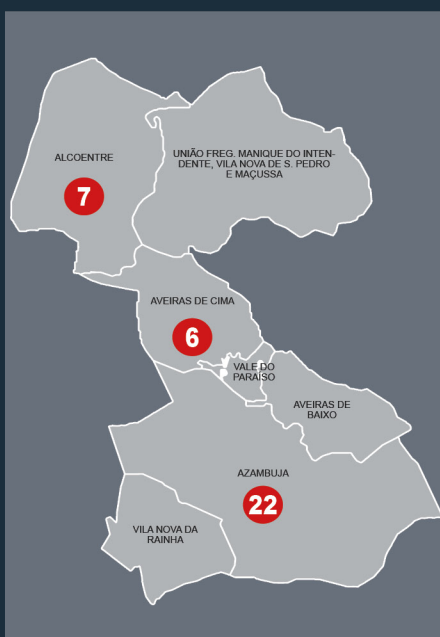 ALCOENTRE
7
UNIÃO FREG. MANIQUE DO INTEN-
DENTE, VILA NOVA DE S. PEDRO
E MAÇUSSA
AVEIRAS DE CIMA
6
VALE DO
PARAÍSO
AVEIRAS DE
BAIXO
AZAMBUJA
22
VILA NOVA DA
RAINHA